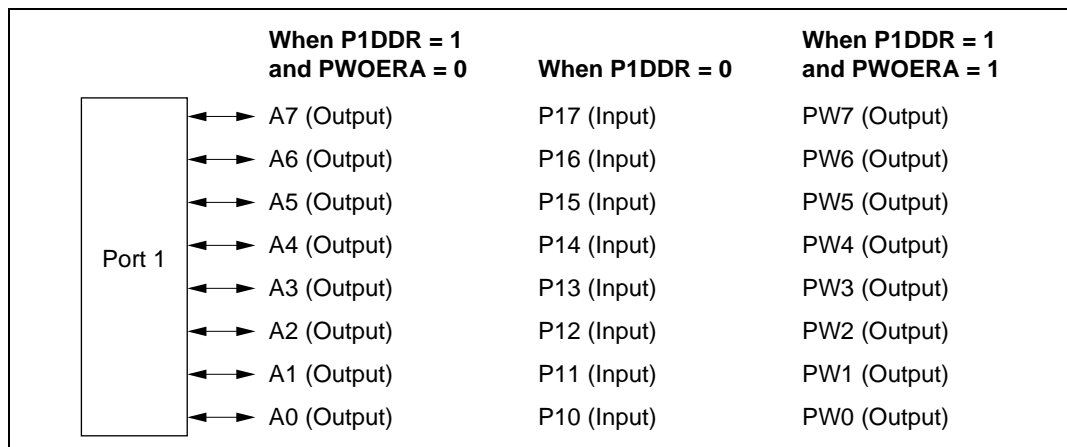 When P1DDR = 1 and PWOERA = 0
When P1DDR = 0
When P1DDR = 1 and PWOERA = 1
Port 1
A7 (Output) P17 (Input) PW7 (Output)
A6 (Output) P16 (Input) PW6 (Output)
A5 (Output) P15 (Input) PW5 (Output)
A4 (Output) P14 (Input) PW4 (Output)
A3 (Output) P13 (Input) PW3 (Output)
A2 (Output) P12 (Input) PW2 (Output)
A1 (Output) P11 (Input) PW1 (Output)
A0 (Output) P10 (Input) PW0 (Output)